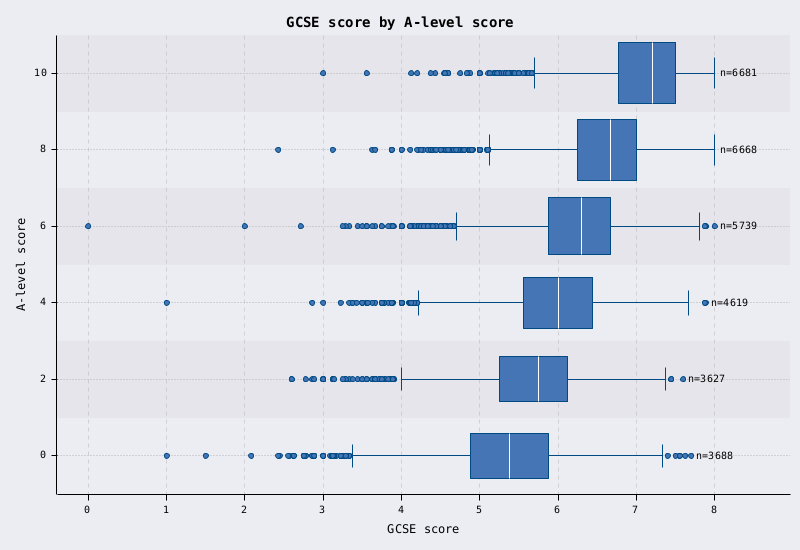 GCSE score by A-level score
10
n=6681
8
n=6668
6
n=5739
A-level score
4
n=4619
2
n=3627
0
n=3688
0 1 2 3 4 5 6 7 8
GCSE score